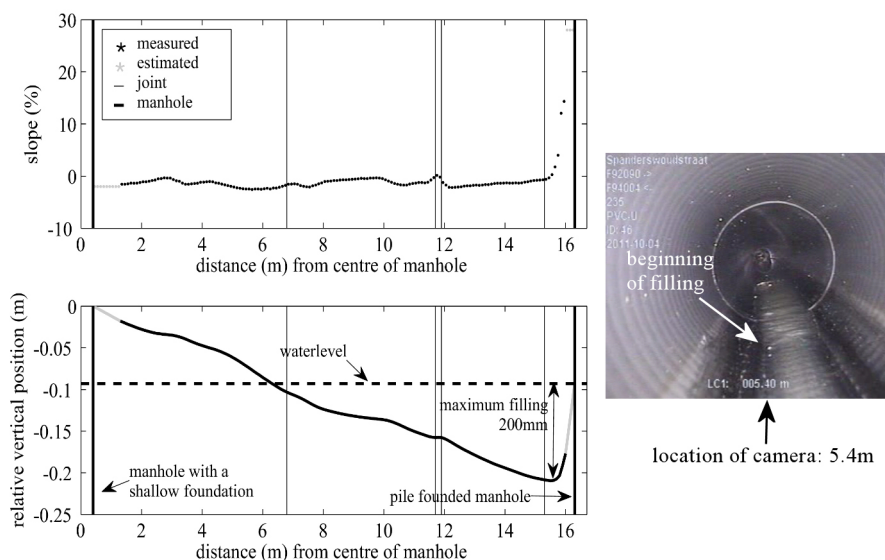 30
20
10
0
-10
slope (%)
measured
estimated
joint
manhole
0 2 4 6 8 10 12 14 16
distance (m) from centre of manhole
0
-0.05
-0.1
-0.15
-0.2
-0.25
relative vertical position (m)
waterlevel
maximum filling
200mm
manhole with a
shallow foundation
pile founded manhole
0 2 4 6 8 10 12 14 16
distance (m) from centre of manhole
Spanderswoudstraat
F92090 ->
F94004 <-
235
PVC-U
ID: 46
2011-10-04
beginning
of filling
LC1: 005.40 m
location of camera: 5.4m